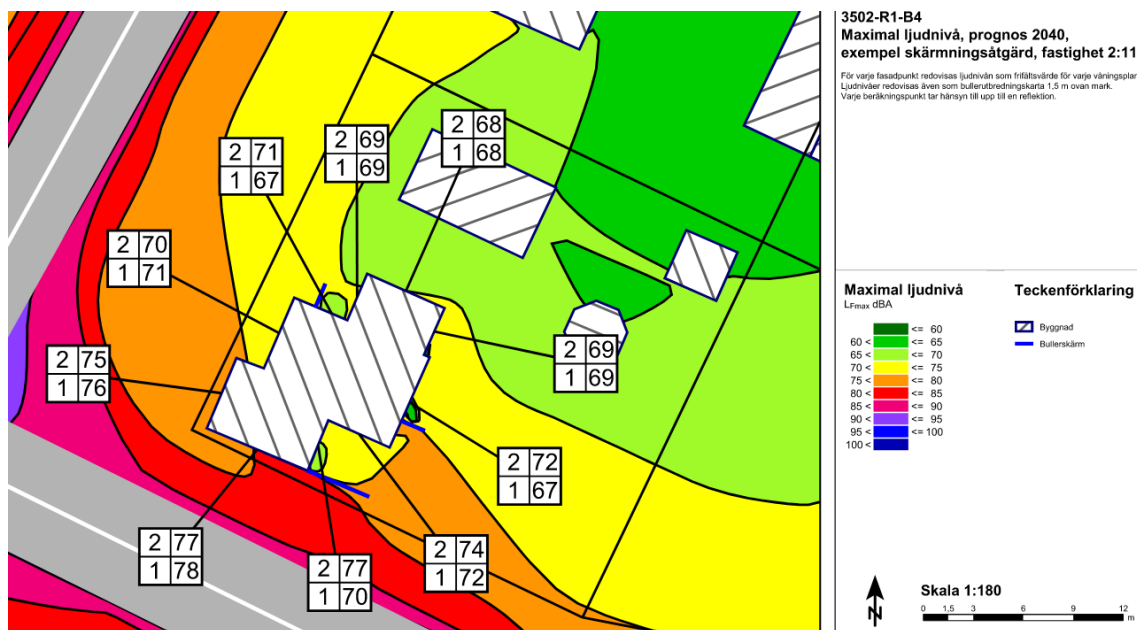 3502-R1-B4
Maximal ljudnivå, prognos 2040,
exempel skärmningsåtgärd, fastighet 2:11
För varje fasadpunkt redovisas ljudnivån som frifältsvärde för varje våningsplan
Ljudnivåer redovisas även som bullerutbredningskarta 1,5 m ovan mark.
Varje beräkningspunkt tar hänsyn till upp till en reflektion.
2 68
1 68
2 69
1 69
2 71
1 67
2 70
1 71
2 75
1 76
2 69
1 69
2 72
1 67
2 77
1 78
2 77
1 70
2 74
1 72
Maximal ljudnivå
LFmax dBA
<= 60
60 < <= 65
65 < <= 70
70 < <= 75
75 < <= 80
80 < <= 85
85 < <= 90
90 < <= 95
95 < <= 100
100 <
Teckenförklaring
Byggnad
Bullerskärm
N
Skala 1:180
0 1,5 3 6 9 12
m